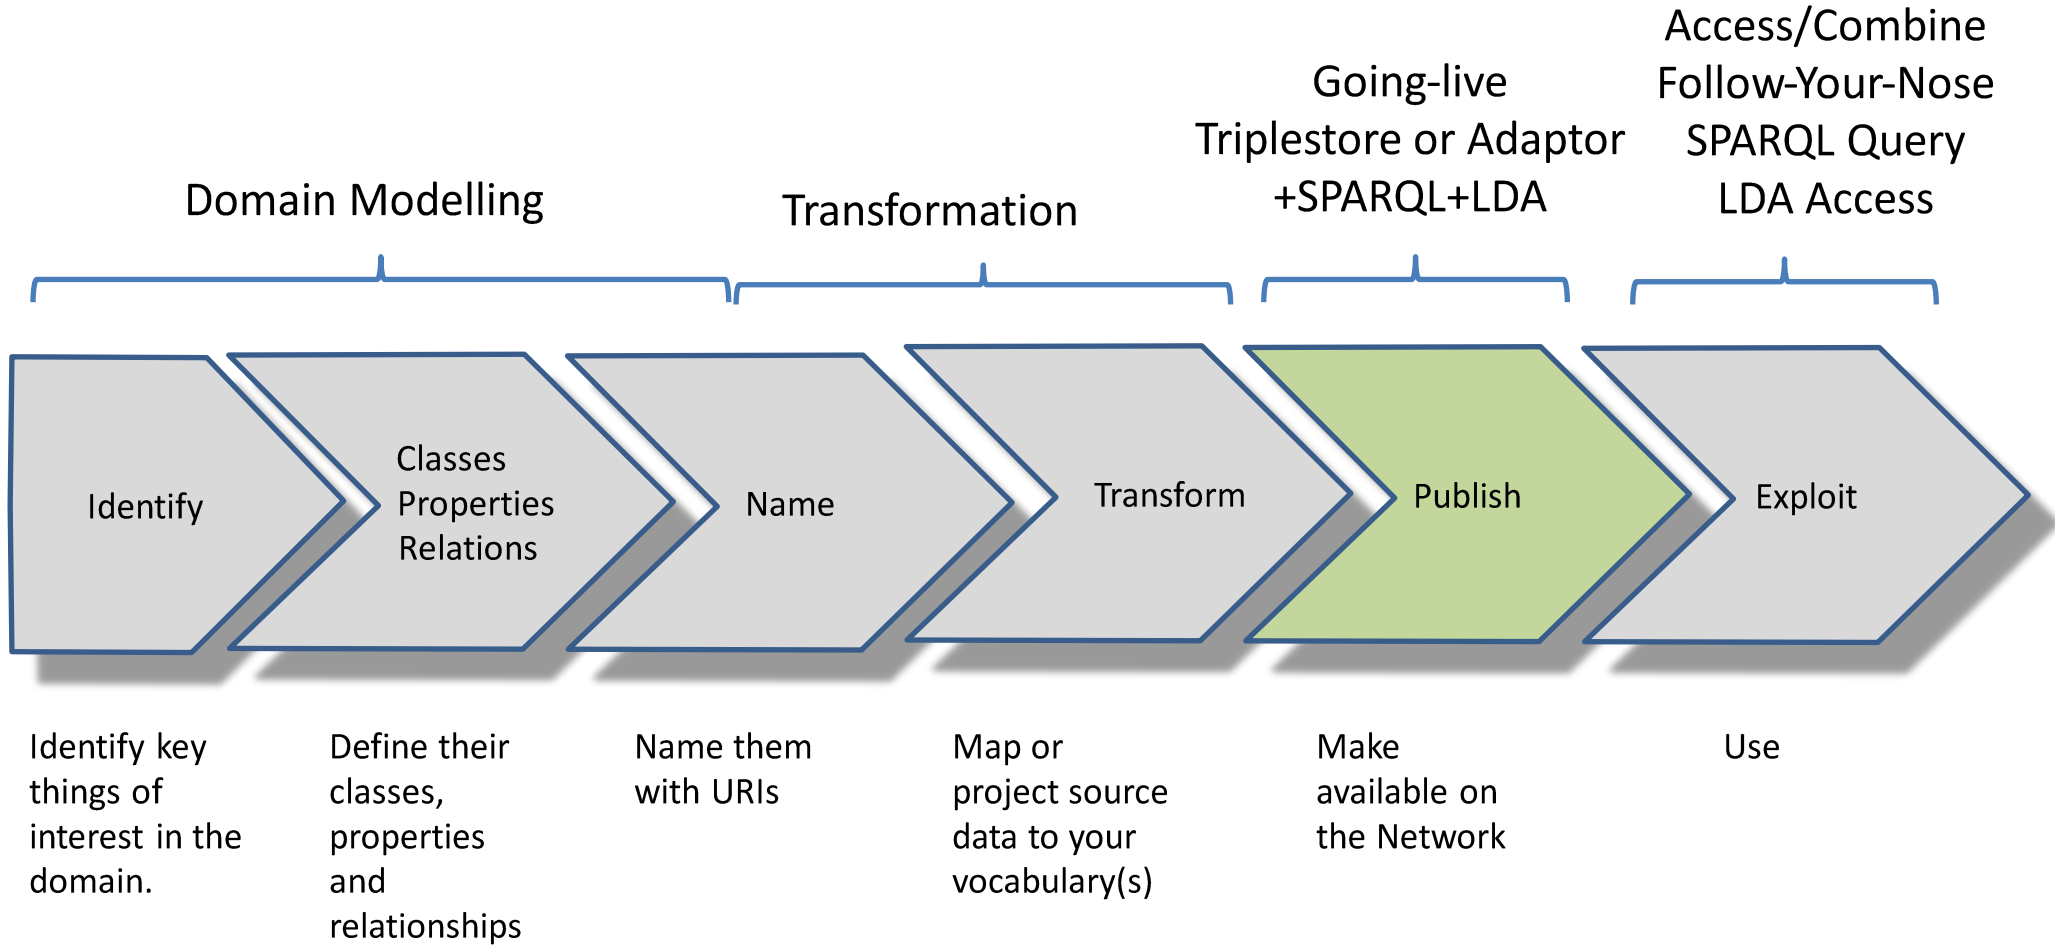 Domain Modelling
Transformation
Going-live
Triplestore or Adaptor
+SPARQL+LDA
Access/Combine
Follow-Your-Nose
SPARQL Query
LDA Access
Identify
Classes
Properties
Relations
Name
Transform
Publish
Exploit
Identify key
things of
interest in the
domain.
Define their
classes,
properties
and
relationships
Name them
with URIs
Map or
project source
data to your
vocabulary(s)
Make
available on
the Network
Use